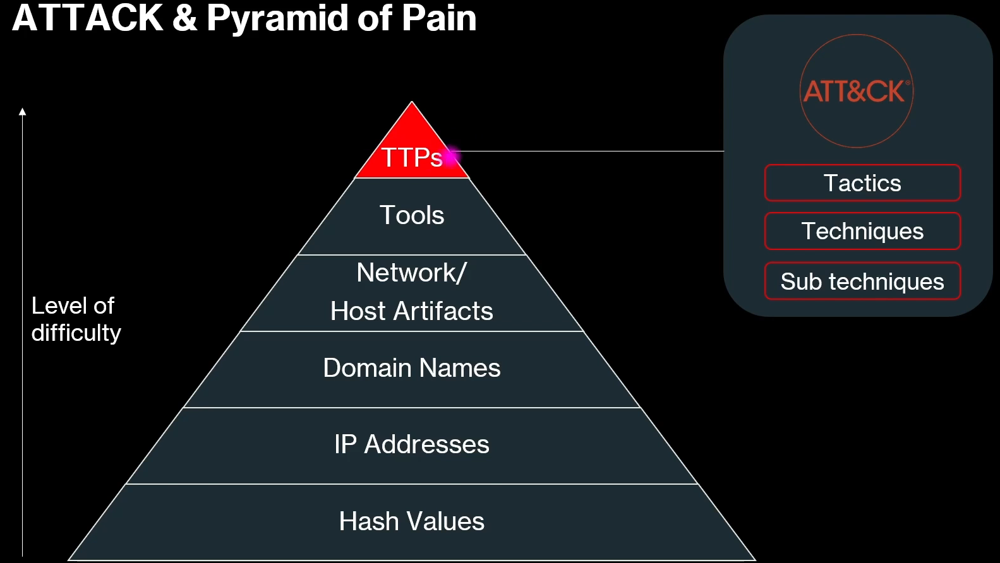 ATTACK & Pyramid of Pain
ATT&CK®
TTPs
Tactics
Techniques
Sub techniques
Tools
Network/
Host Artifacts
Level of
difficulty
Domain Names
IP Addresses
Hash Values